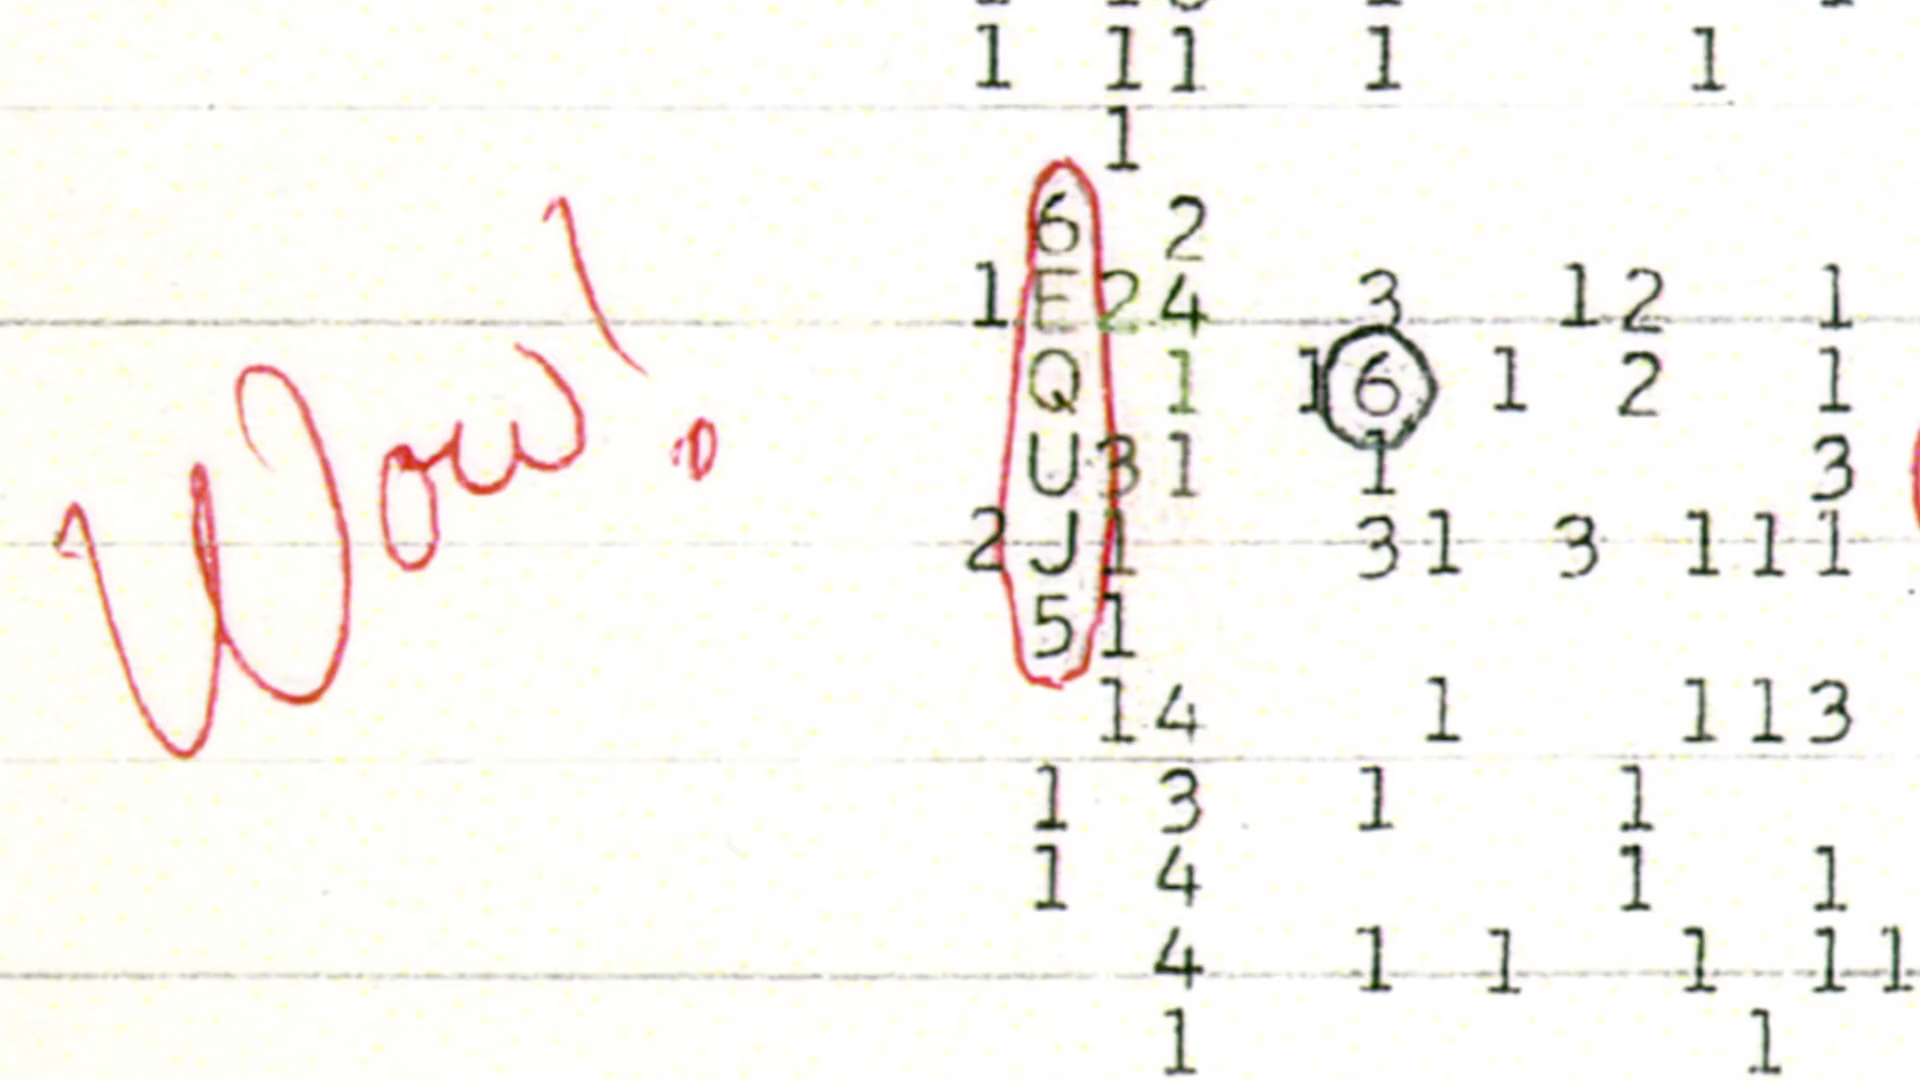 1 11 1 1
1
6 2
1E24 3 12 1
Q 1 16 1 2 1
U31 1 3
2J1 31 3 111
51
14 1 113
1 3 1 1
1 4 1 1
4 1 1 1 11
1 1
Wow!